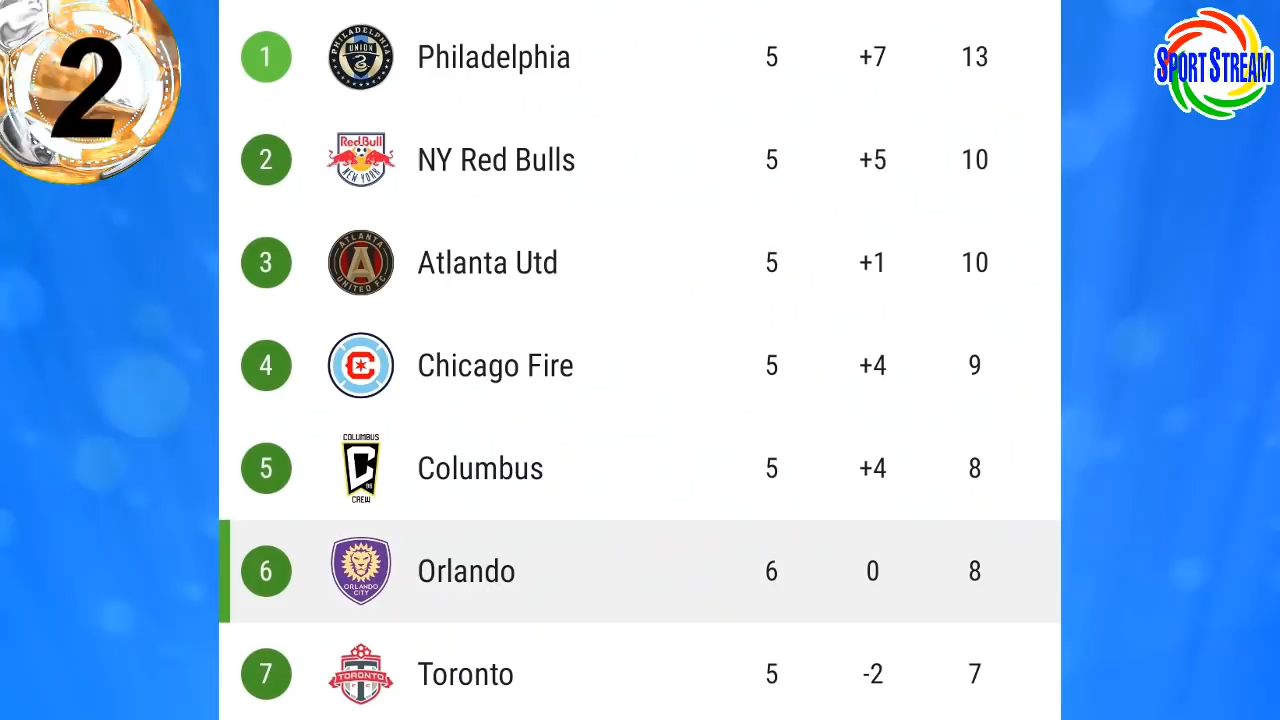 2
SPORT STREAM
1 PHILADELPHIA UNION Philadelphia 5 +7 13
2 Red Bull NEW YORK NY Red Bulls 5 +5 10
3 ATLANTA UNITED FC A Atlanta Utd 5 +1 10
4 C Chicago Fire 5 +4 9
5 COLUMBUS C 96 CREW Columbus 5 +4 8
6 ORLANDO CITY Orlando 6 0 8
7 TORONTO FC Toronto 5 -2 7